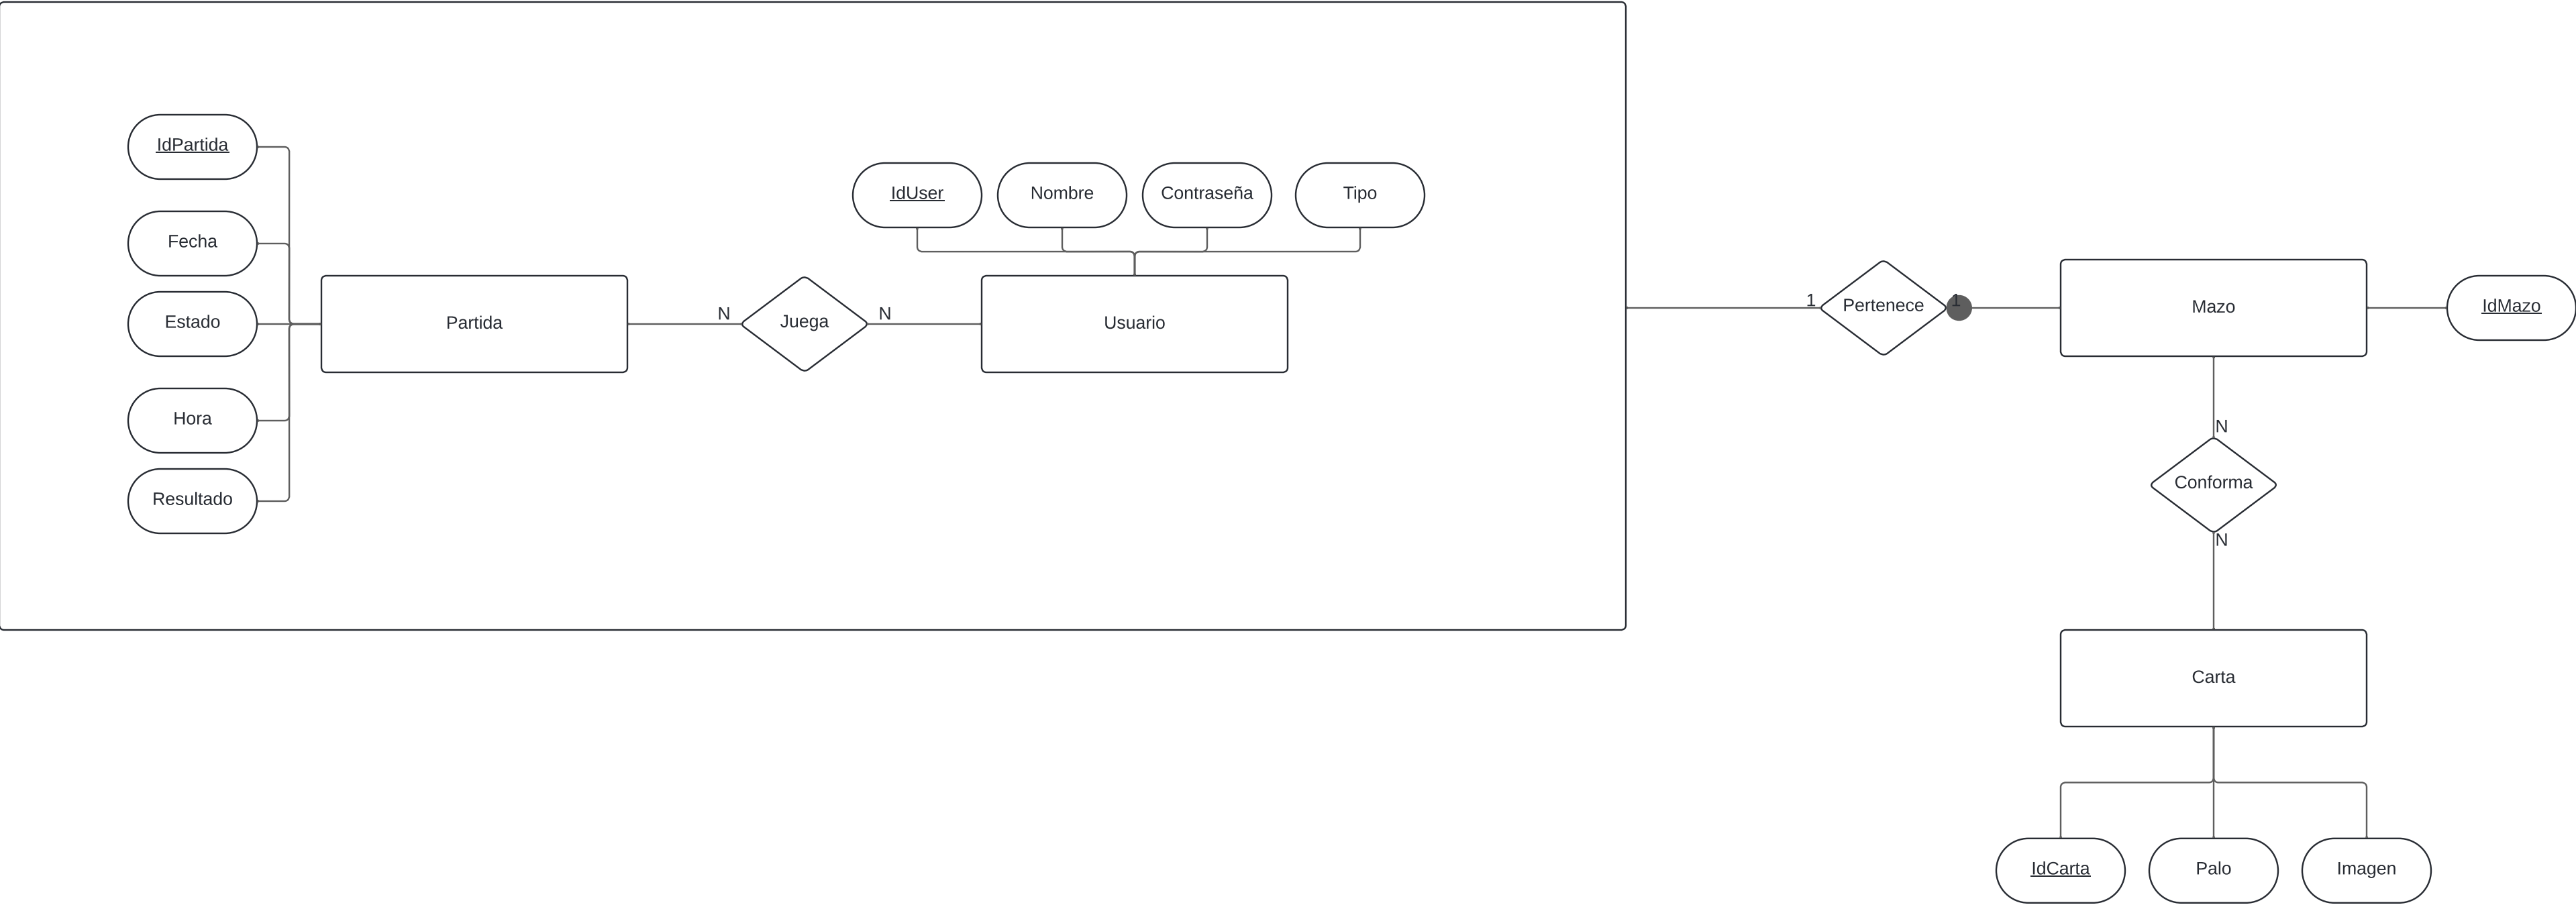 IdPartida
Fecha
Estado
Hora
Resultado
Partida
N
Juega
N
IdUser
Nombre
Contraseña
Tipo
Usuario
1
Pertenece
1
Mazo
IdMazo
N
Conforma
N
Carta
IdCarta
Palo
Imagen